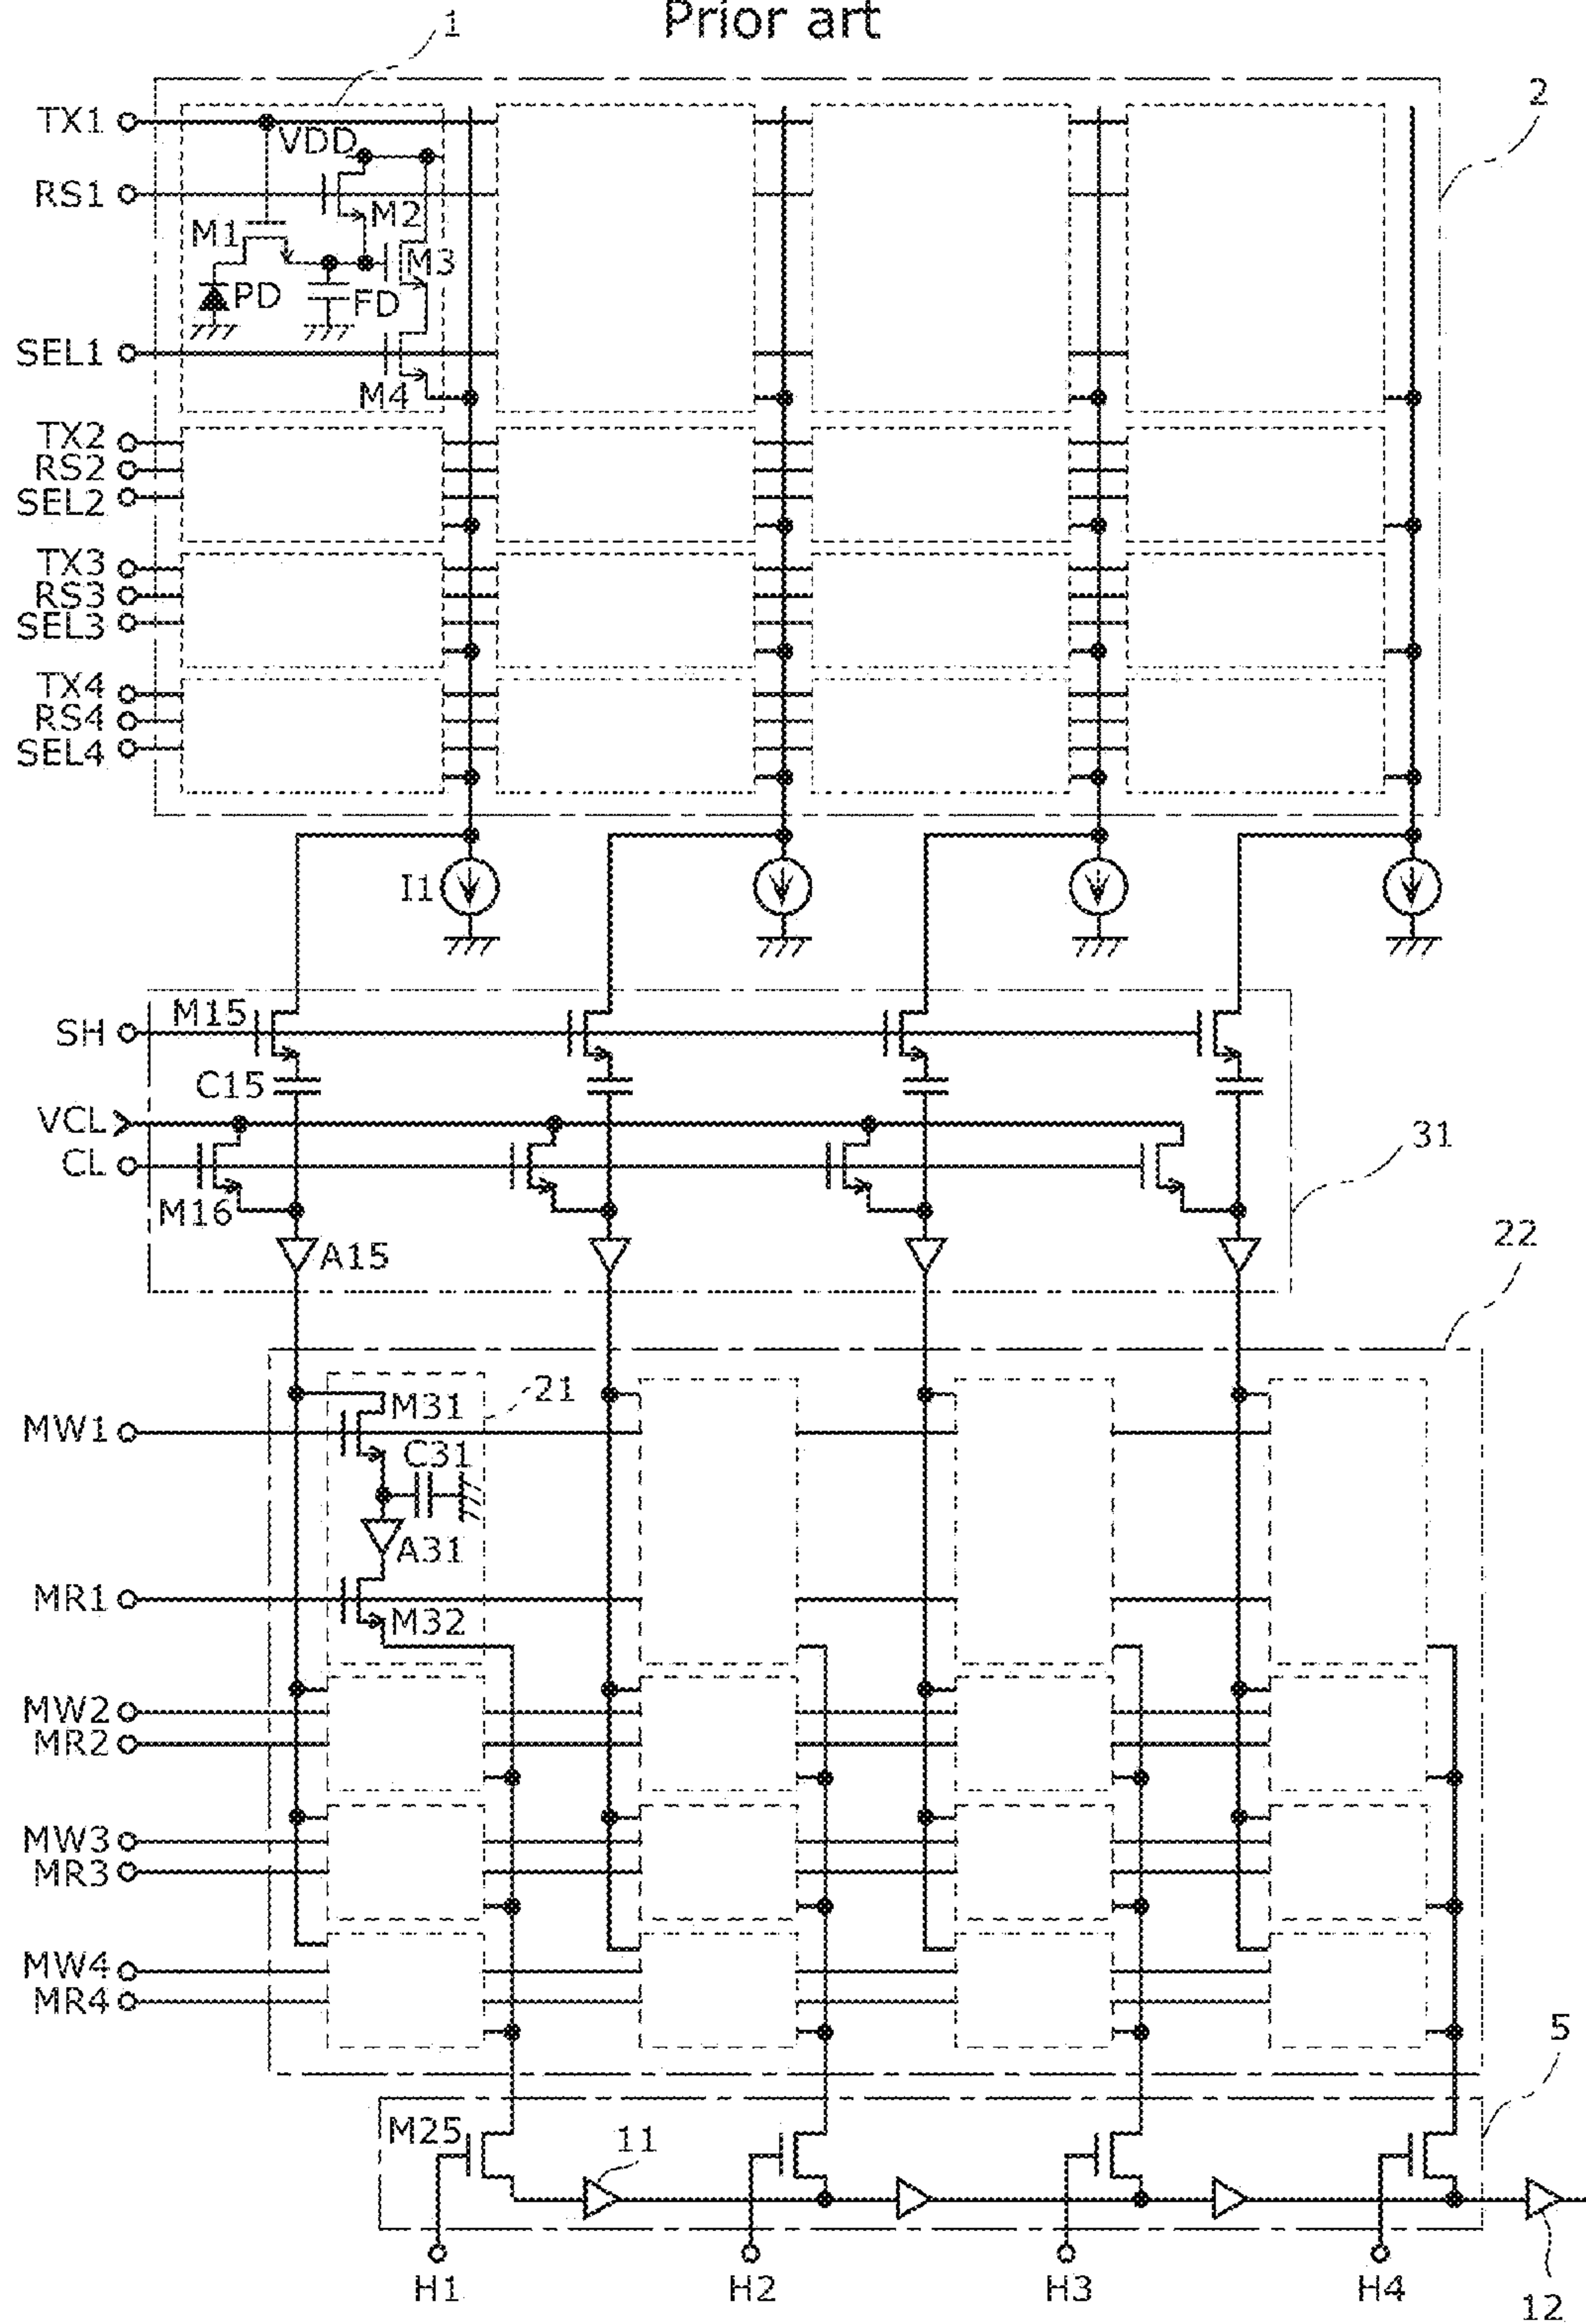 Prior art
1
2
TX1
VDD
RS1
M2
M1
M3
PD
FD
SEL1
M4
TX2
RS2
SEL2
TX3
RS3
SEL3
TX4
RS4
SEL4
I1
M15
SH
C15
VCL
CL
31
M16
A15
22
21
M31
MW1
C31
A31
MR1
M32
MW2
MR2
MW3
MR3
MW4
MR4
5
M25
11
H1
H2
H3
H4
12